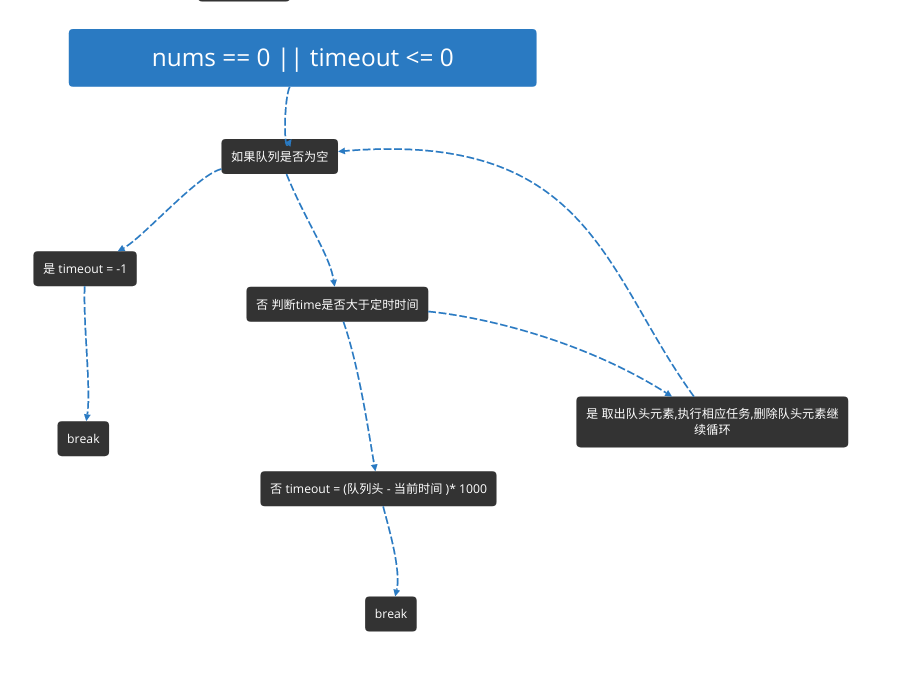 nums == 0 || timeout <= 0
如果队列是否为空
是 timeout = -1
否 判断time是否大于定时时间
是 取出队头元素,执行相应任务,删除队头元素继
续循环
break
否 timeout = (队列头 - 当前时间 )* 1000
break